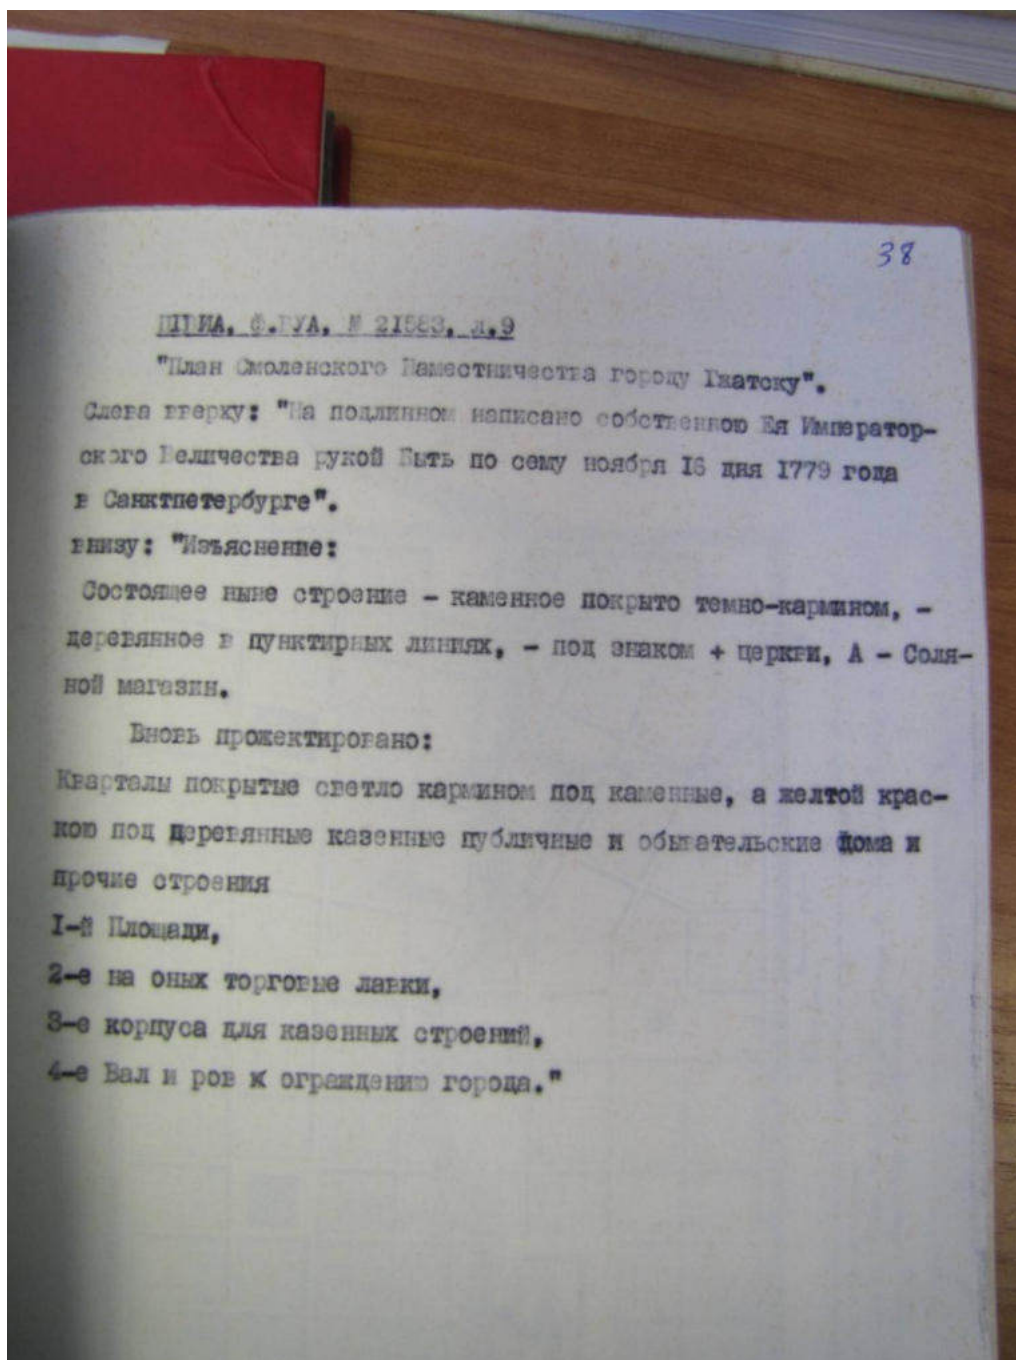 38
ЦГВИА, ф.ВУА, № 21583, л.9
"План Смоленского Наместничества городу Гжатску".
Слева вверху: "На подлинном написано собственною Ея Император-
ского Величества рукой Быть по сему ноября 16 дня 1779 года
в Санктпетербурге".
внизу: "Изъяснение:
Состоящее ныне строение - каменное покрыто темно-кармином, -
деревянное в пунктирных линиях, - под знаком + церкви, А - Соля-
ной магазин.
Вновь прожектировано:
Кварталы покрытые светло кармином под каменные, а желтой крас-
кою под деревянные казенные публичные и обывательские дома и
прочие строения
1-й Площади,
2-е на оных торговые лавки,
3-е корпуса для казенных строений,
4-е Вал и ров к ограждению города."